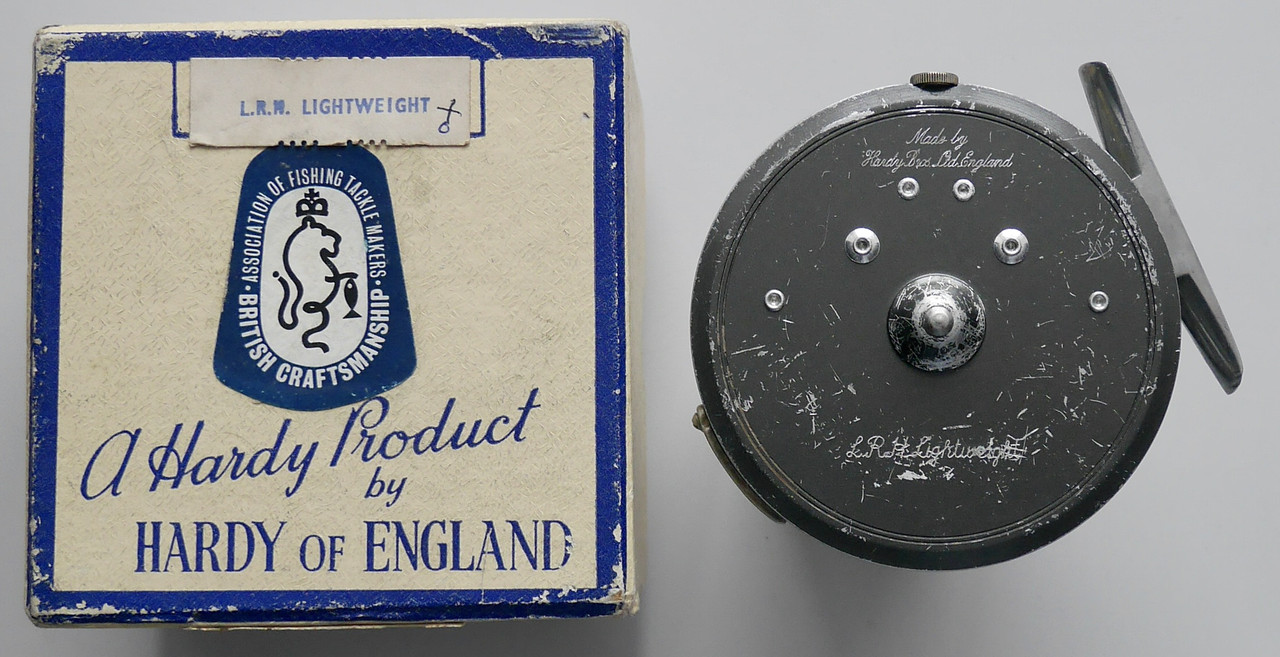 L.R.H. LIGHTWEIGHT
ASSOCIATION OF FISHING TACKLE MAKERS
BRITISH CRAFTSMANSHIP
A Hardy Product
by
HARDY OF ENGLAND
Made by
Hardy Bros. Ltd. England
L.R.H. Lightweight